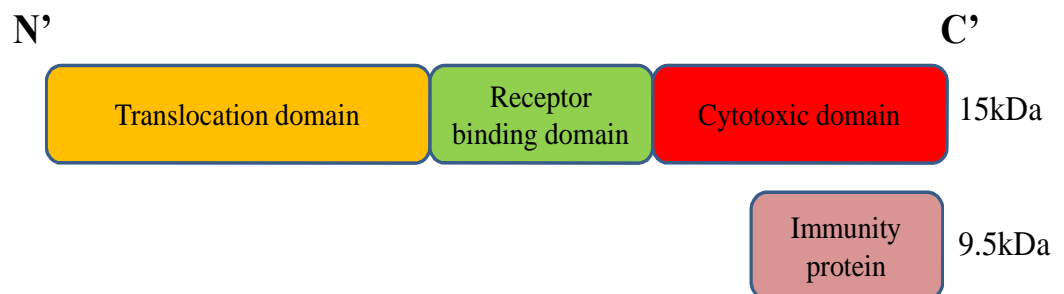 N’ C’
Translocation domain
Receptor
binding domain
Cytotoxic domain
15kDa
Immunity
protein
9.5kDa